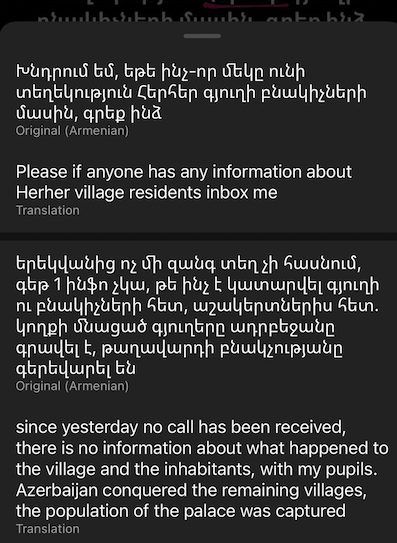 Խնդրում եմ, եթե ինչ-որ մեկը ունի
տեղեկություն Հերհեր գյուղի բնակիչների
մասին, գրեք ինձ
Original (Armenian)
Please if anyone has any information about
Herher village residents inbox me
Translation
երեկվանից ոչ մի զանգ տեղ չի հասնում,
գեթ 1 ինֆո չկա, թե ինչ է կատարվել գյուղի
ու բնակիչների հետ, աշակերտներիս հետ.
կողքի մնացած գյուղերը ադրբեջանը
գրավել է, թաղավարդի բնակչությանը
գերեվարել են
Original (Armenian)
since yesterday no call has been received,
there is no information about what happened to
the village and the inhabitants, with my pupils.
Azerbaijan conquered the remaining villages,
the population of the palace was captured
Translation